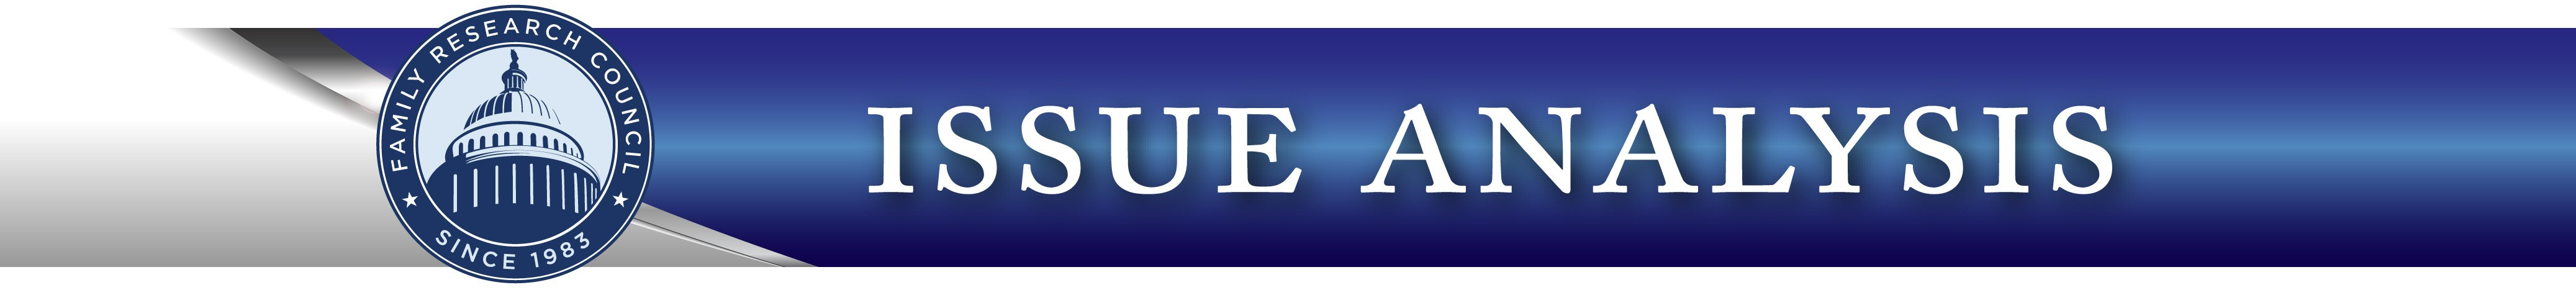 FAMILY RESEARCH COUNCIL
SINCE 1983
ISSUE ANALYSIS